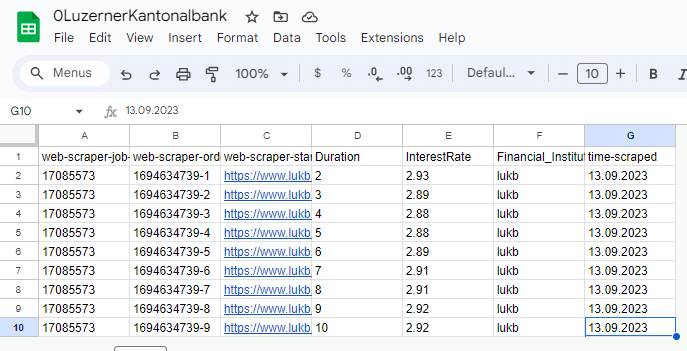 0LuzernerKantonalbank
File Edit View Insert Format Data Tools Extensions Help
Menus 100% $ % .0 .00 123 Defaul... 10 B
G10 fx 13.09.2023
A B C D E F G
1 web-scraper-job- web-scraper-ord web-scraper-star Duration InterestRate Financial_Institut time-scraped
2 17085573 1694634739-1 https://www.lukb. 2 2.93 lukb 13.09.2023
3 17085573 1694634739-2 https://www.lukb. 3 2.89 lukb 13.09.2023
4 17085573 1694634739-3 https://www.lukb. 4 2.88 lukb 13.09.2023
5 17085573 1694634739-4 https://www.lukb. 5 2.88 lukb 13.09.2023
6 17085573 1694634739-5 https://www.lukb. 6 2.89 lukb 13.09.2023
7 17085573 1694634739-6 https://www.lukb. 7 2.91 lukb 13.09.2023
8 17085573 1694634739-7 https://www.lukb. 8 2.91 lukb 13.09.2023
9 17085573 1694634739-8 https://www.lukb. 9 2.92 lukb 13.09.2023
10 17085573 1694634739-9 https://www.lukb. 10 2.92 lukb 13.09.2023